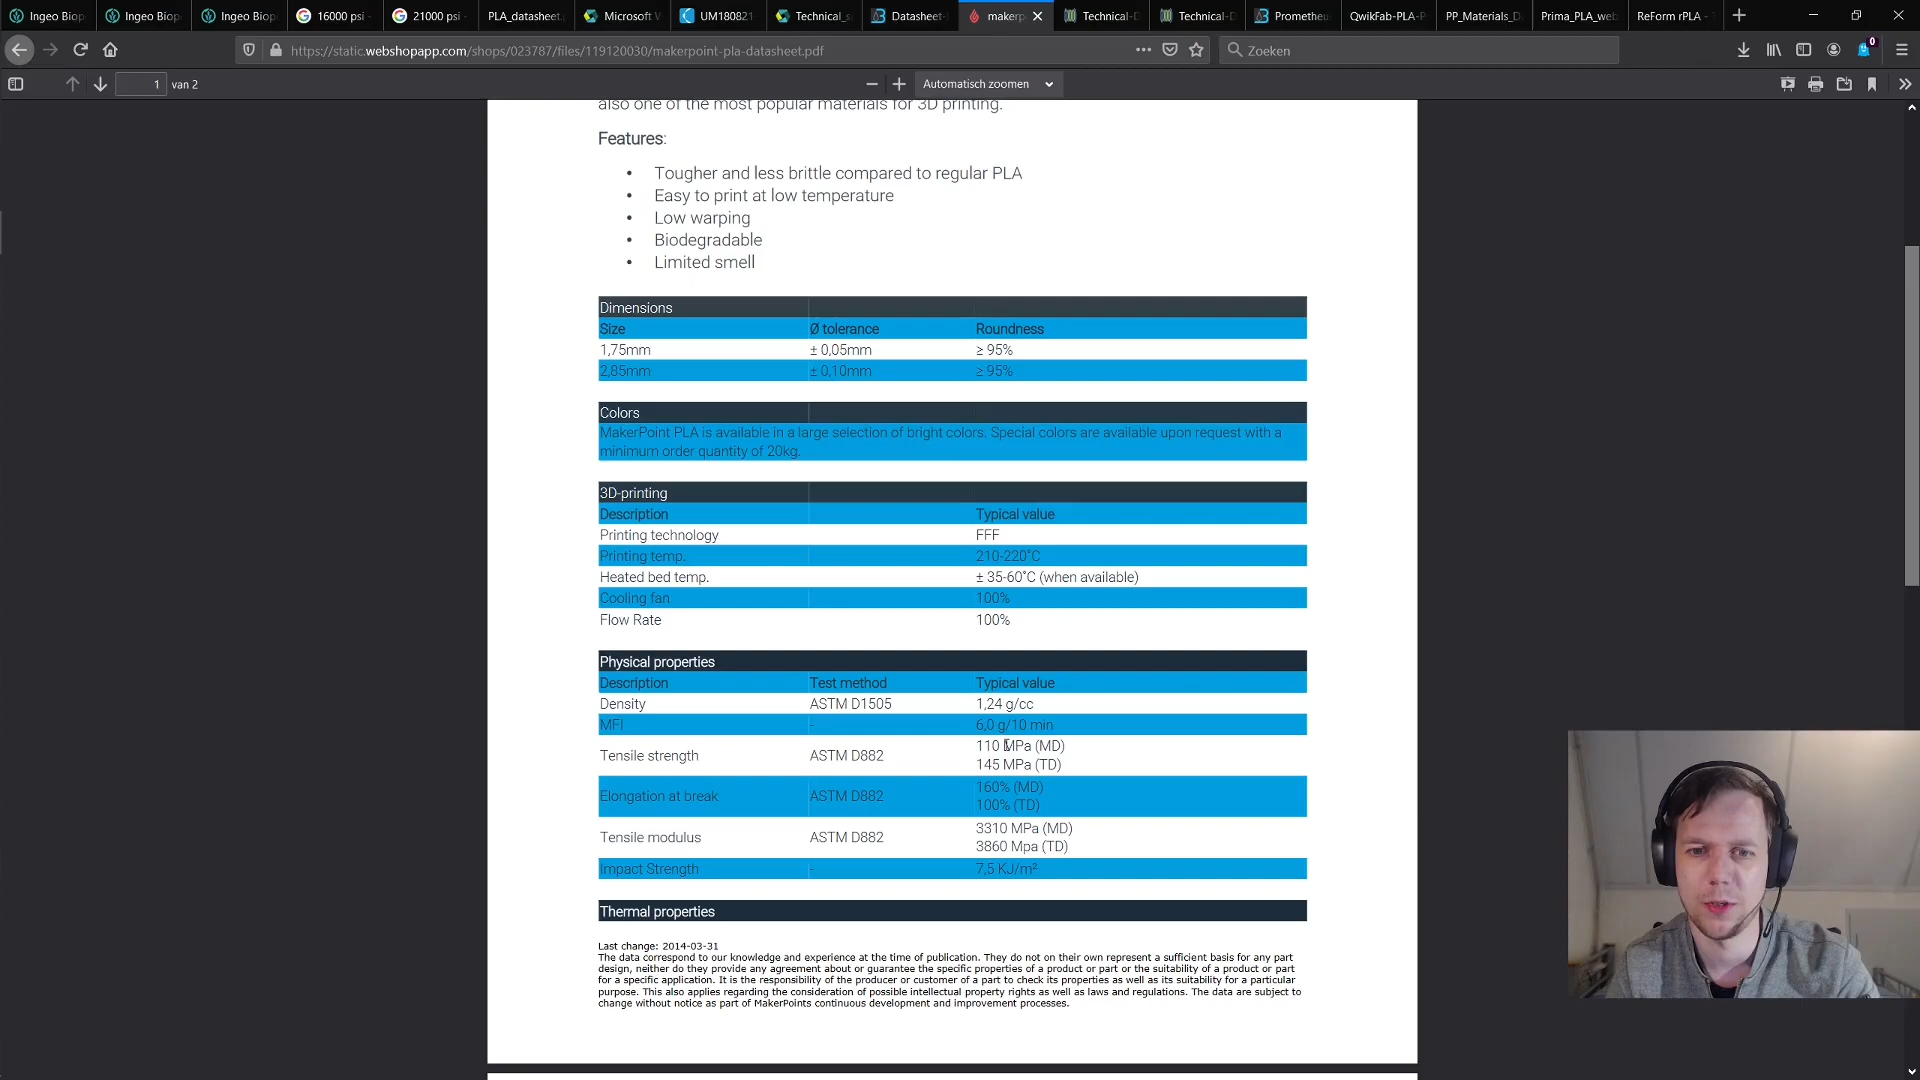 Ingeo Biop
Ingeo Biop
Ingeo Biop
16000 psi -
21000 psi -
PLA_datasheet.
Microsoft W
UM180821
Technical_s
Datasheet-
makerp
Technical-D
Technical-D
Prometheu
QwikFab-PLA-P
PP_Materials_D
Prima_PLA_web
ReForm rPLA - T
https://static.webshopapp.com/shops/023787/files/119120030/makerpoint-pla-datasheet.pdf
Zoeken
0
1 van 2
Automatisch zoomen
also one of the most popular materials for 3D printing.
Features:
• Tougher and less brittle compared to regular PLA
• Easy to print at low temperature
• Low warping
• Biodegradable
• Limited smell
Dimensions
Size Ø tolerance Roundness
1,75mm ± 0,05mm ≥ 95%
2,85mm ± 0,10mm ≥ 95%
Colors
MakerPoint PLA is available in a large selection of bright colors. Special colors are available upon request with a
minimum order quantity of 20kg.
3D-printing
Description Typical value
Printing technology FFF
Printing temp. 210-220˚C
Heated bed temp. ± 35-60˚C (when available)
Cooling fan 100%
Flow Rate 100%
Physical properties
Description Test method Typical value
Density ASTM D1505 1,24 g/cc
MFI - 6,0 g/10 min
Tensile strength ASTM D882 110 MPa (MD)
145 MPa (TD)
Elongation at break ASTM D882 160% (MD)
100% (TD)
Tensile modulus ASTM D882 3310 MPa (MD)
3860 Mpa (TD)
Impact Strength - 7,5 KJ/m²
Thermal properties
Last change: 2014-03-31
The data correspond to our knowledge and experience at the time of publication. They do not on their own represent a sufficient basis for any part
design, neither do they provide any agreement about or guarantee the specific properties of a product or part or the suitability of a product or part
for a specific application. It is the responsibility of the producer or customer of a part to check its properties as well as its suitability for a particular
purpose. This also applies regarding the consideration of possible intellectual property rights as well as laws and regulations. The data are subject to
change without notice as part of MakerPoints continuous development and improvement processes.